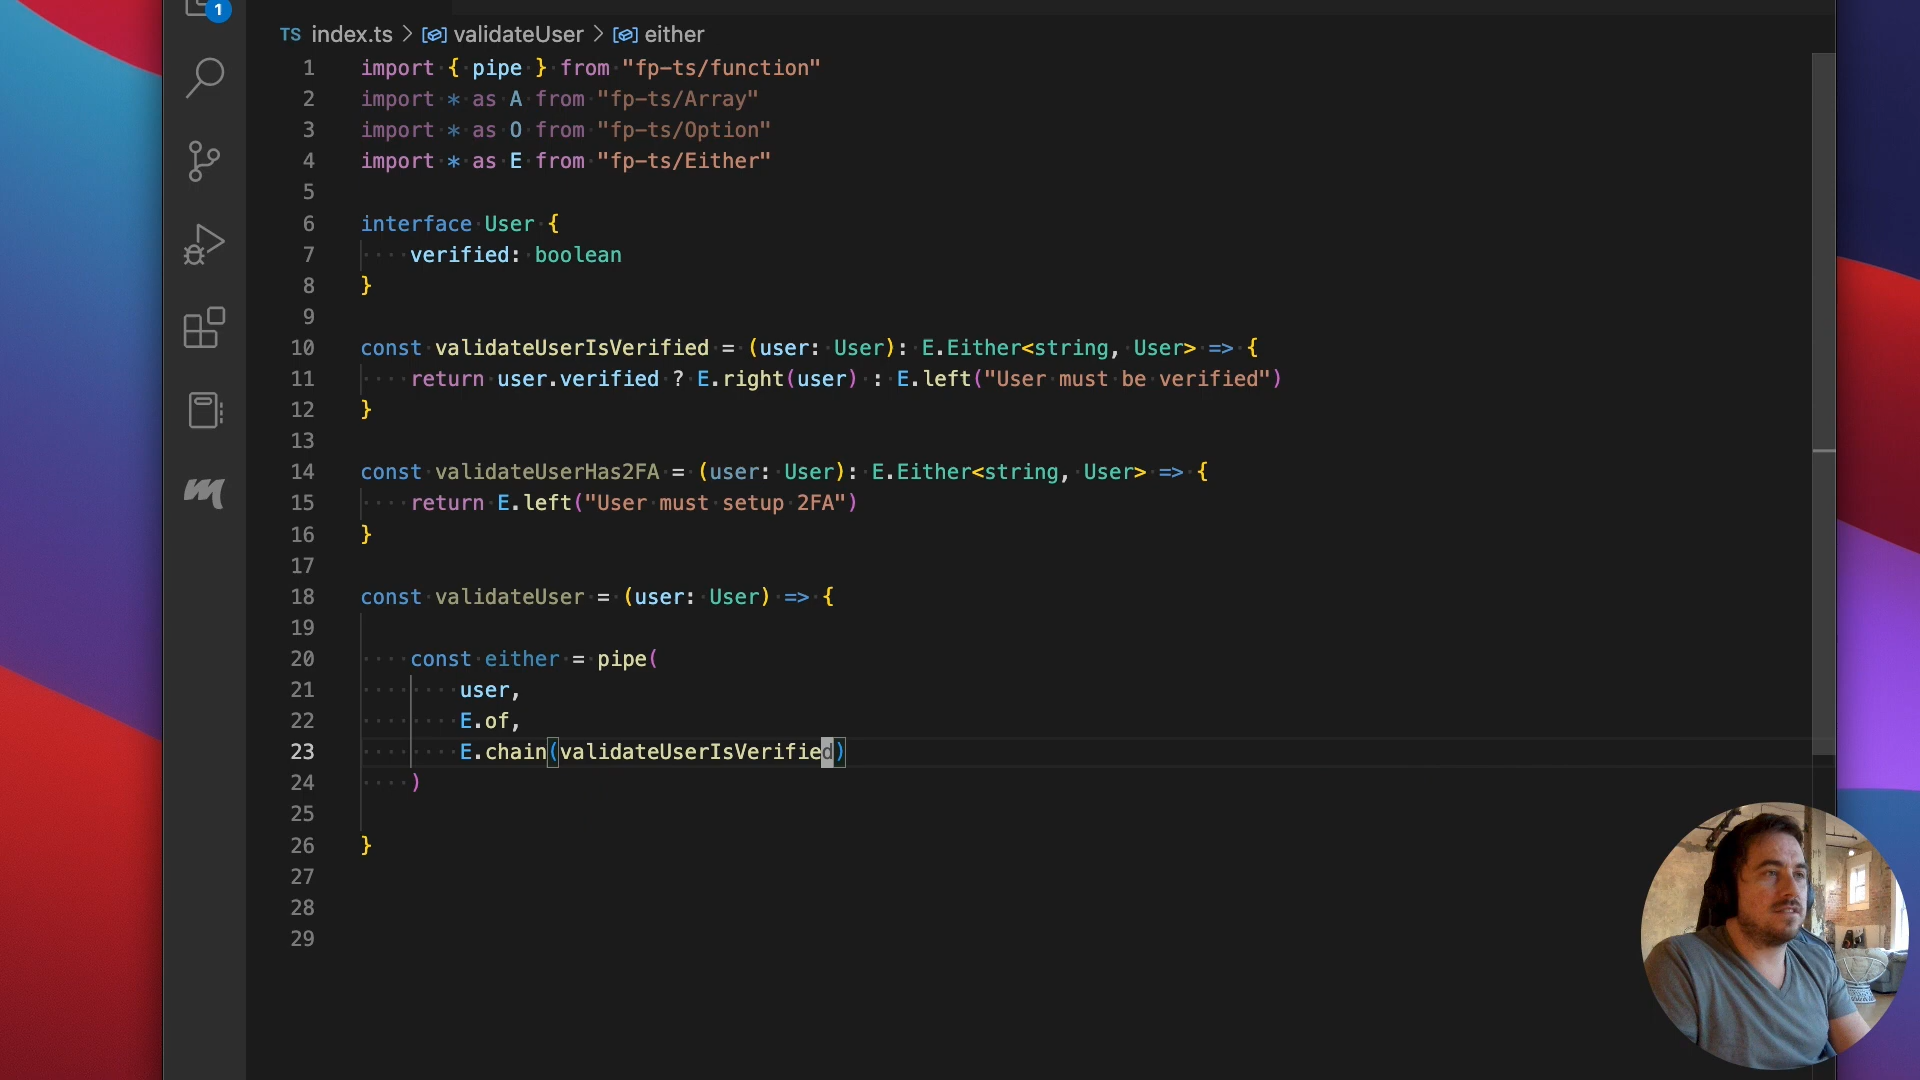 1
TS index.ts > validateUser > either
1 import { pipe } from "fp-ts/function"
2 import * as A from "fp-ts/Array"
3 import * as O from "fp-ts/Option"
4 import * as E from "fp-ts/Either"
5
6 interface User {
7     verified: boolean
8 }
9
10 const validateUserIsVerified = (user: User): E.Either<string, User> => {
11     return user.verified ? E.right(user) : E.left("User must be verified")
12 }
13
14 const validateUserHas2FA = (user: User): E.Either<string, User> => {
15     return E.left("User must setup 2FA")
16 }
17
18 const validateUser = (user: User) => {
19
20     const either = pipe(
21         user,
22         E.of,
23         E.chain(validateUserIsVerified)
24     )
25
26 }
27
28
29